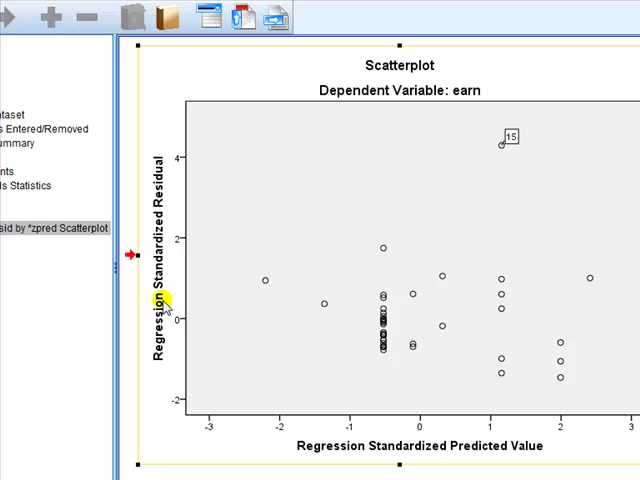 Scatterplot
Dependent Variable: earn
ataset
s Entered/Removed
ummary
nts
ls Statistics
sid by *zpred Scatterplot
Regression Standardized Residual
4
2
0
-2
15
-3
-2
-1
0
1
2
3
Regression Standardized Predicted Value